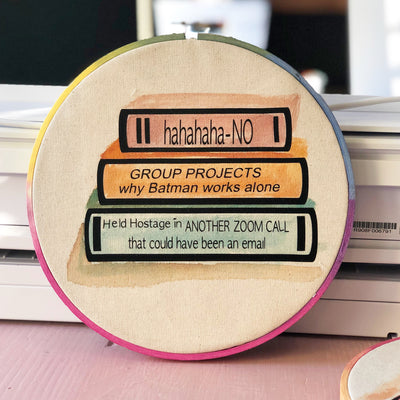 hahahaha-NO
GROUP PROJECTS
why Batman works alone
Held Hostage in ANOTHER ZOOM CALL
that could have been an email
R908F006791